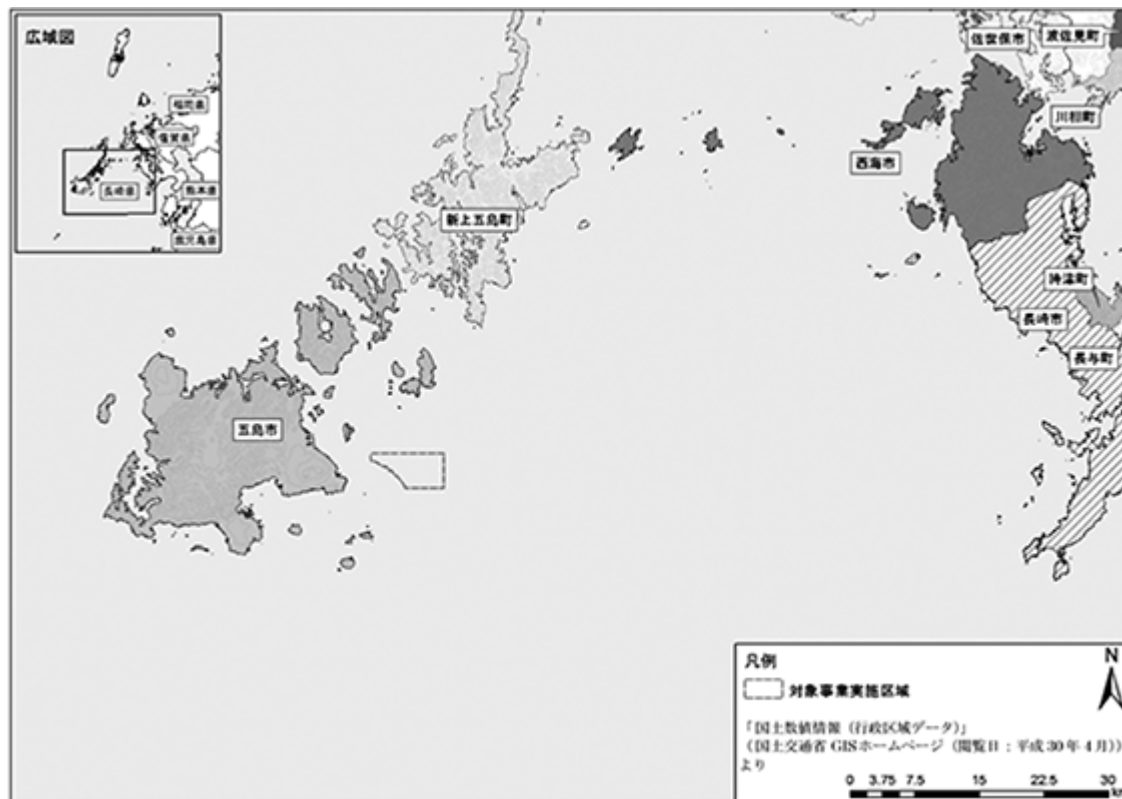 広域図
福岡県
佐賀県
長崎県
熊本県
鹿児島県
佐世保市
波佐見町
川棚町
西海市
新上五島町
時津町
長崎市
長与町
五島市
凡例
対象事業実施区域
N
「国土数値情報（行政区域データ）」
（国土交通省 GISホームページ（閲覧日：平成30年4月））
より
0 3.75 7.5 15 22.5 30
km